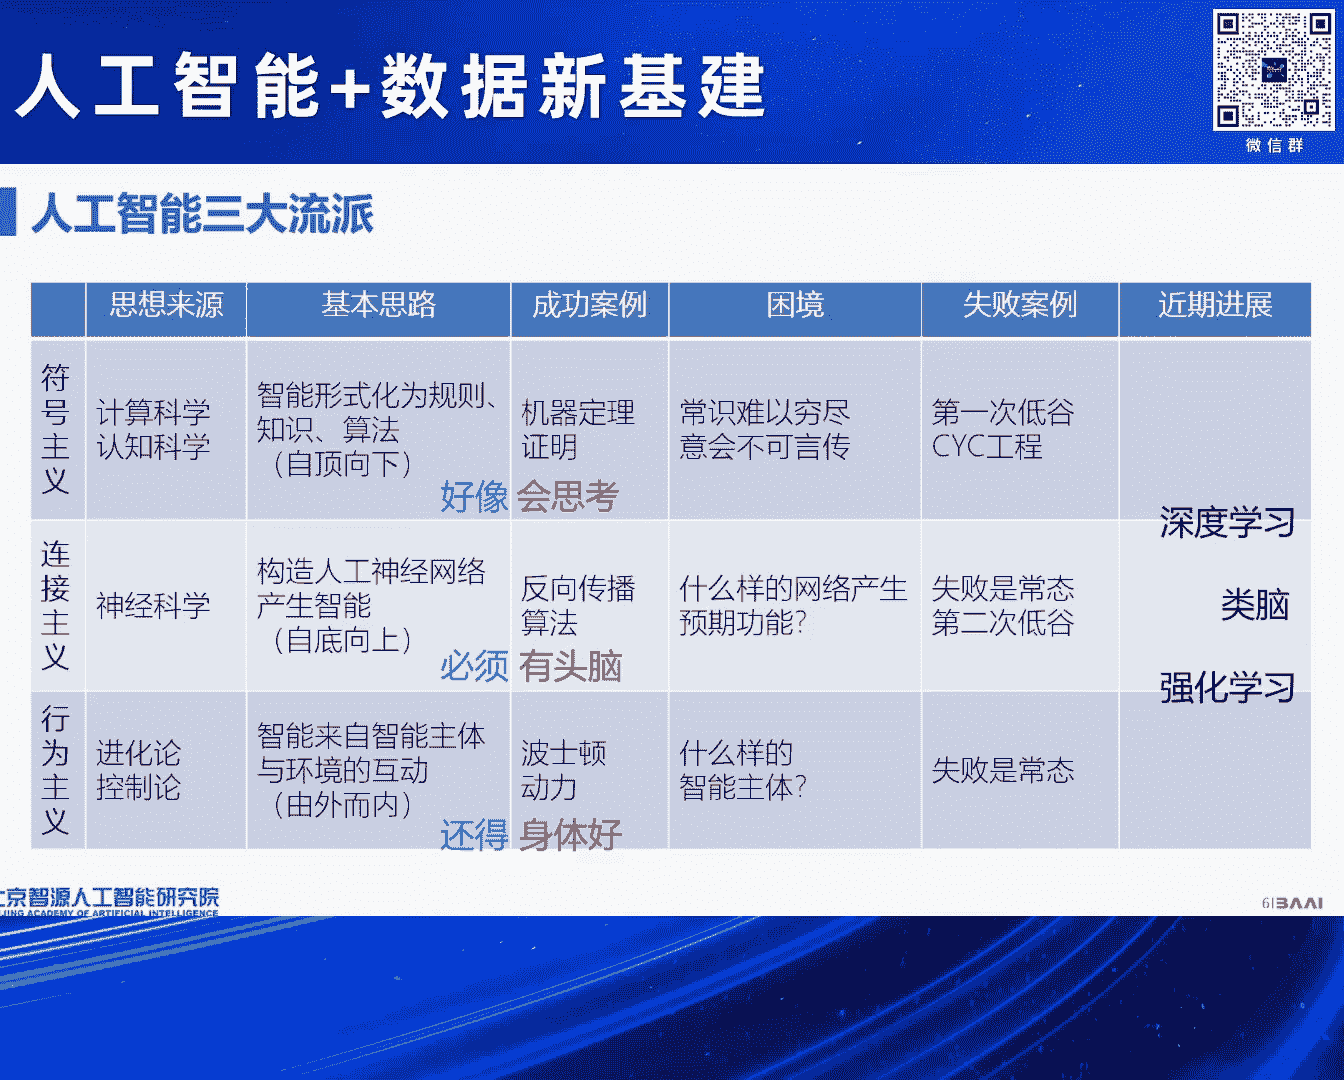 人工智能+数据新基建
微信群
人工智能三大流派
思想来源 基本思路 成功案例 困境 失败案例 近期进展
符号主义
计算科学
认知科学
智能形式化为规则、
知识、算法
（自顶向下）
机器定理
证明
常识难以穷尽
意会不可言传
第一次低谷
CYC工程
好像 会思考
深度学习
连接主义
神经科学
构造人工神经网络
产生智能
（自底向上）
反向传播
算法
什么样的网络产生
预期功能?
失败是常态
第二次低谷
类脑
必须 有头脑
强化学习
行为主义
进化论
控制论
智能来自智能主体
与环境的互动
（由外而内）
波士顿
动力
什么样的
智能主体?
失败是常态
还得 身体好
京智源人工智能研究院
JING ACADEMY OF ARTIFICIAL INTELLIGENCE
6 BAAI